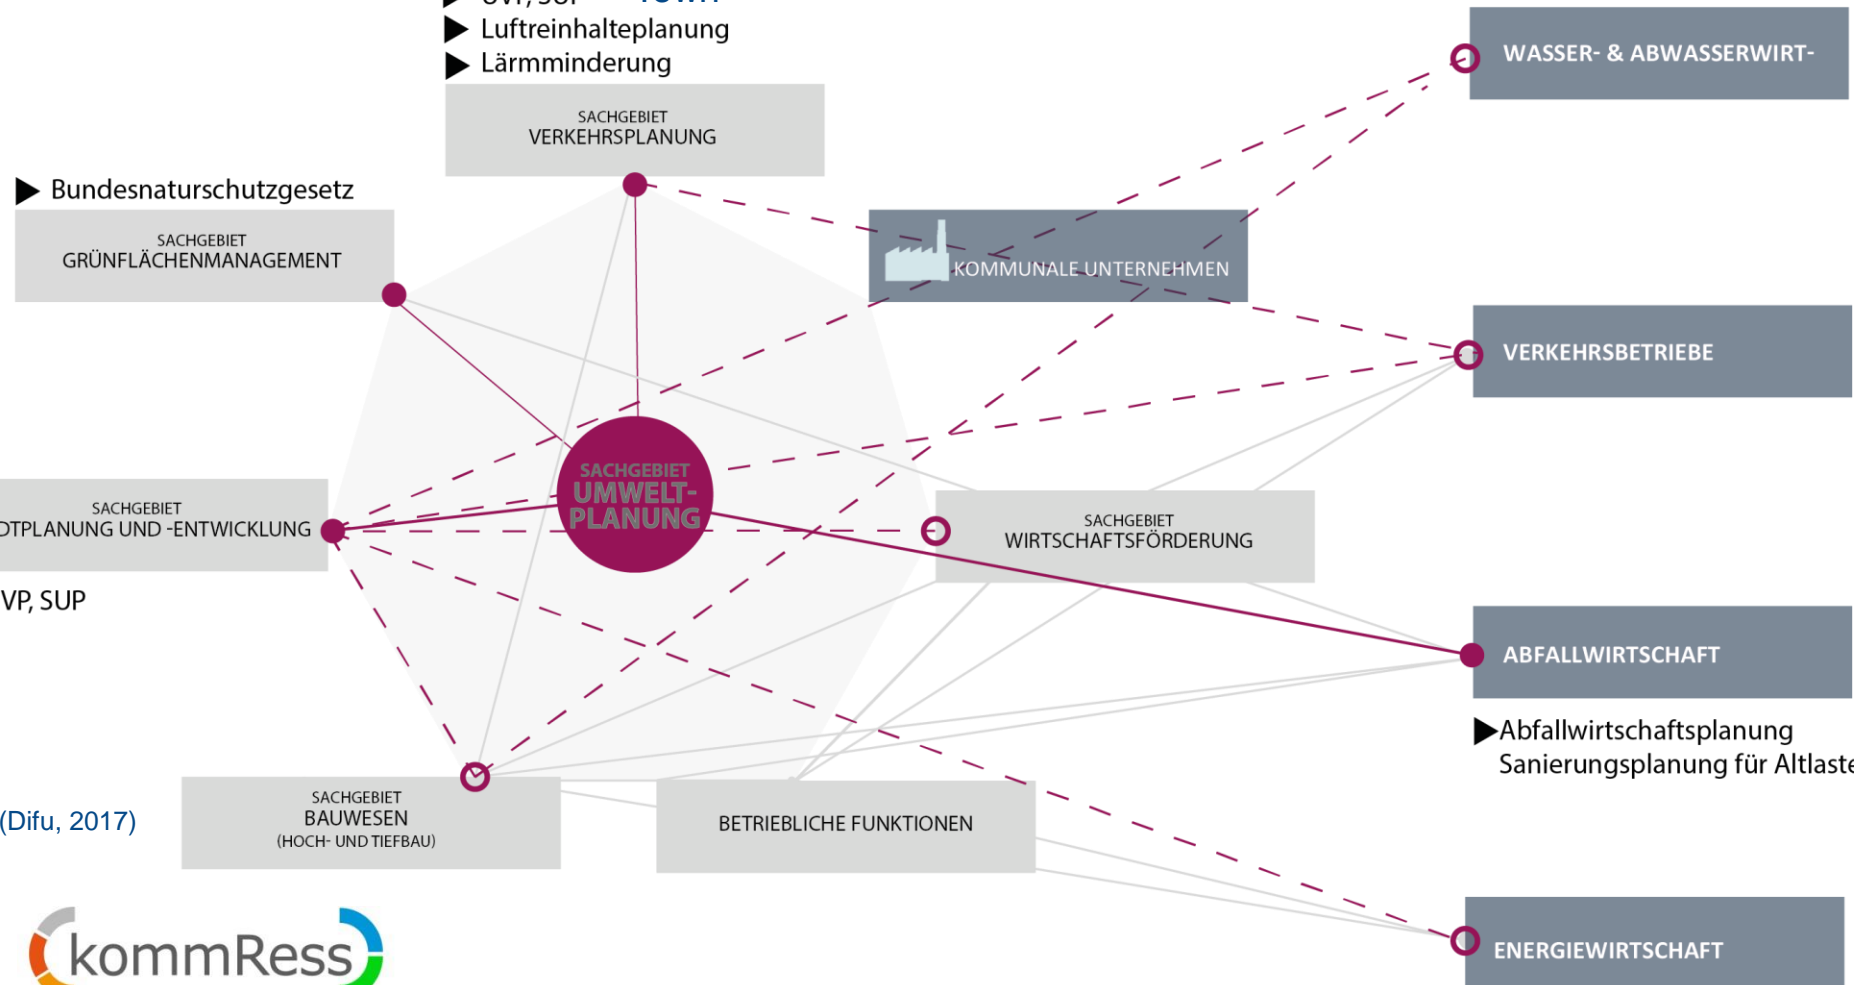 Luftreinhalteplanung
Lärmminderung
SACHGEBIET
VERKEHRSPLANUNG
WASSER- & ABWASSERWIRT-
Bundesnaturschutzgesetz
SACHGEBIET
GRÜNFLÄCHENMANAGEMENT
KOMMUNALE UNTERNEHMEN
VERKEHRSBETRIEBE
SACHGEBIET
UMWELT-
PLANUNG
SACHGEBIET
DTPLANUNG UND -ENTWICKLUNG
VP, SUP
SACHGEBIET
WIRTSCHAFTSFÖRDERUNG
ABFALLWIRTSCHAFT
Abfallwirtschaftsplanung
Sanierungsplanung für Altlaste
SACHGEBIET
BAUWESEN
(HOCH- UND TIEFBAU)
BETRIEBLICHE FUNKTIONEN
(Difu, 2017)
kommRess
ENERGIEWIRTSCHAFT